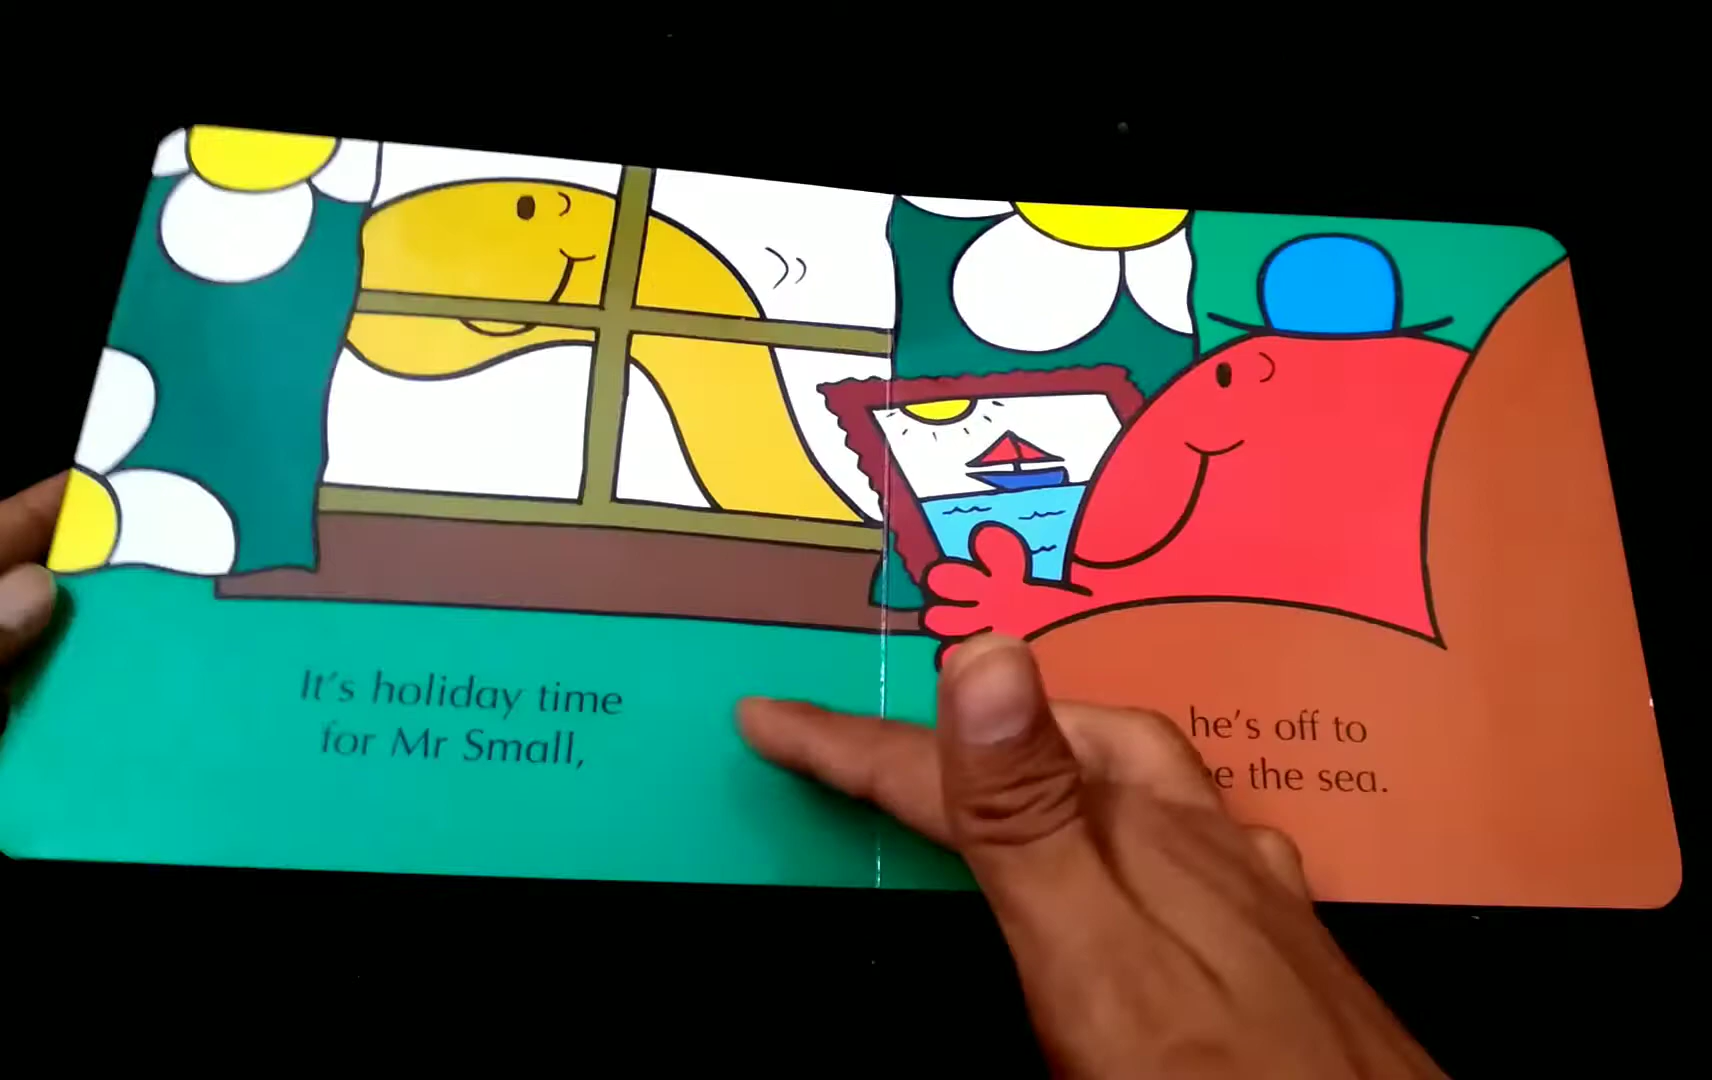 It's holiday time
for Mr Small,
he's off to
the sea.